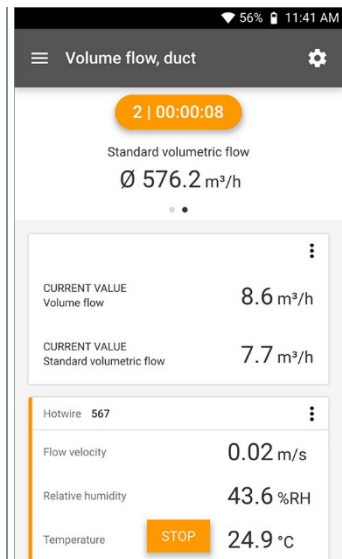 56% 11:41 AM
Volume flow, duct
2 | 00:00:08
Standard volumetric flow
Ø 576.2 m³/h
CURRENT VALUE
Volume flow
8.6 m³/h
CURRENT VALUE
Standard volumetric flow
7.7 m³/h
Hotwire 567
Flow velocity 0.02 m/s
Relative humidity 43.6 %RH
Temperature STOP 24.9 °C